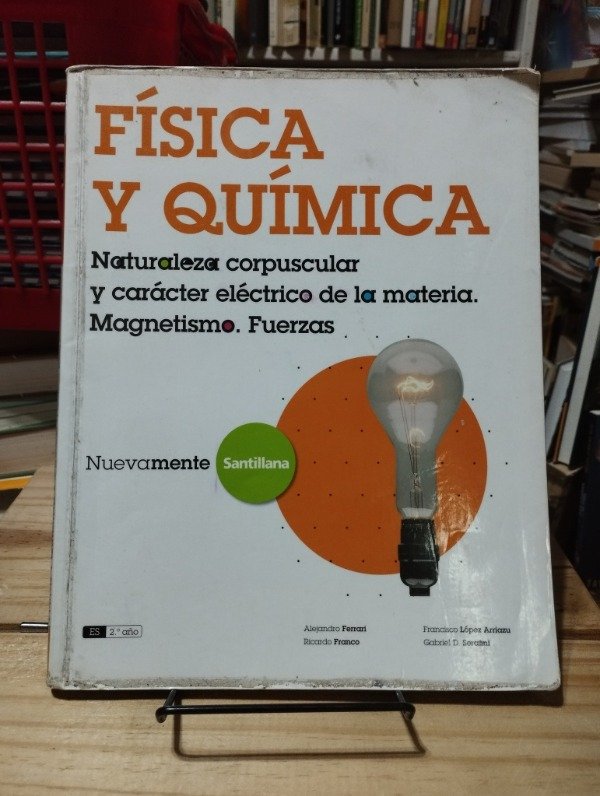 FÍSICA
Y QUÍMICA
Naturaleza corpuscular
y carácter eléctrico de la materia.
Magnetismo. Fuerzas
Nuevamente Santillana
ES 2.° año
Alejandro Ferrari
Ricardo Franco
Francisco López Arriazu
Gabriel D. Serafini